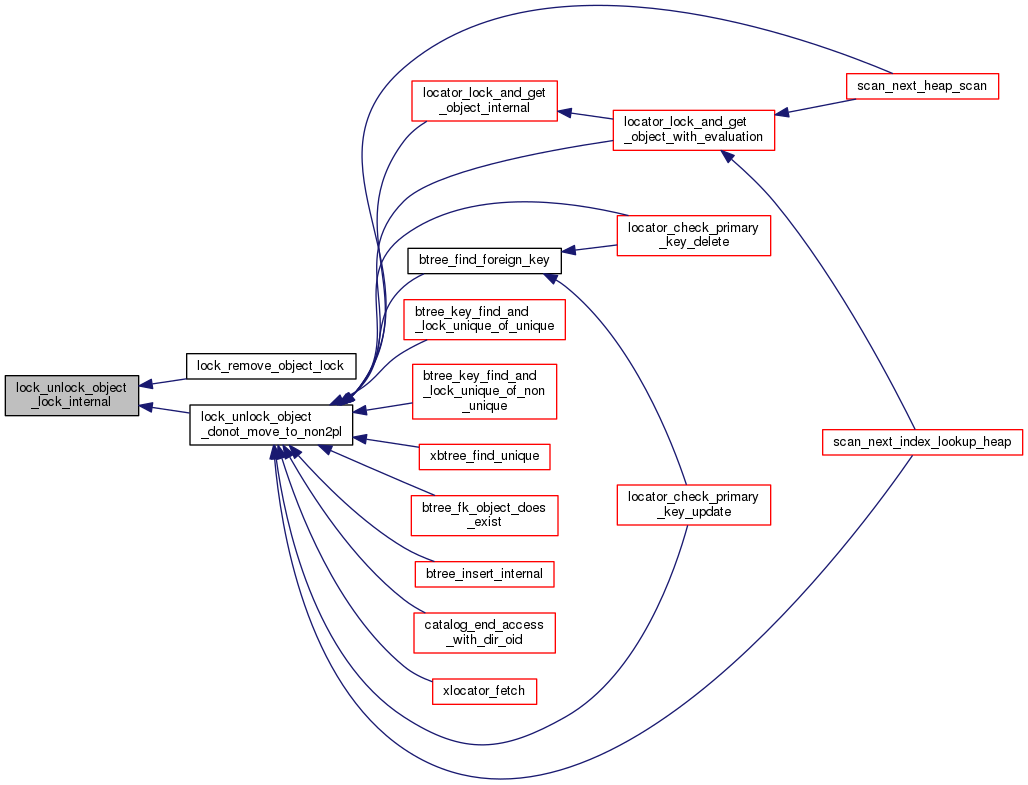 lock_unlock_object
_lock_internal
lock_remove_object_lock
lock_unlock_object
_donot_move_to_non2pl
locator_lock_and_get
_object_internal
btree_find_foreign_key
btree_key_find_and
_lock_unique_of_unique
btree_key_find_and
_lock_unique_of_non
_unique
xbtree_find_unique
btree_fk_object_does
_exist
btree_insert_internal
catalog_end_access
_with_dir_oid
xlocator_fetch
locator_lock_and_get
_object_with_evaluation
locator_check_primary
_key_delete
locator_check_primary
_key_update
scan_next_heap_scan
scan_next_index_lookup_heap